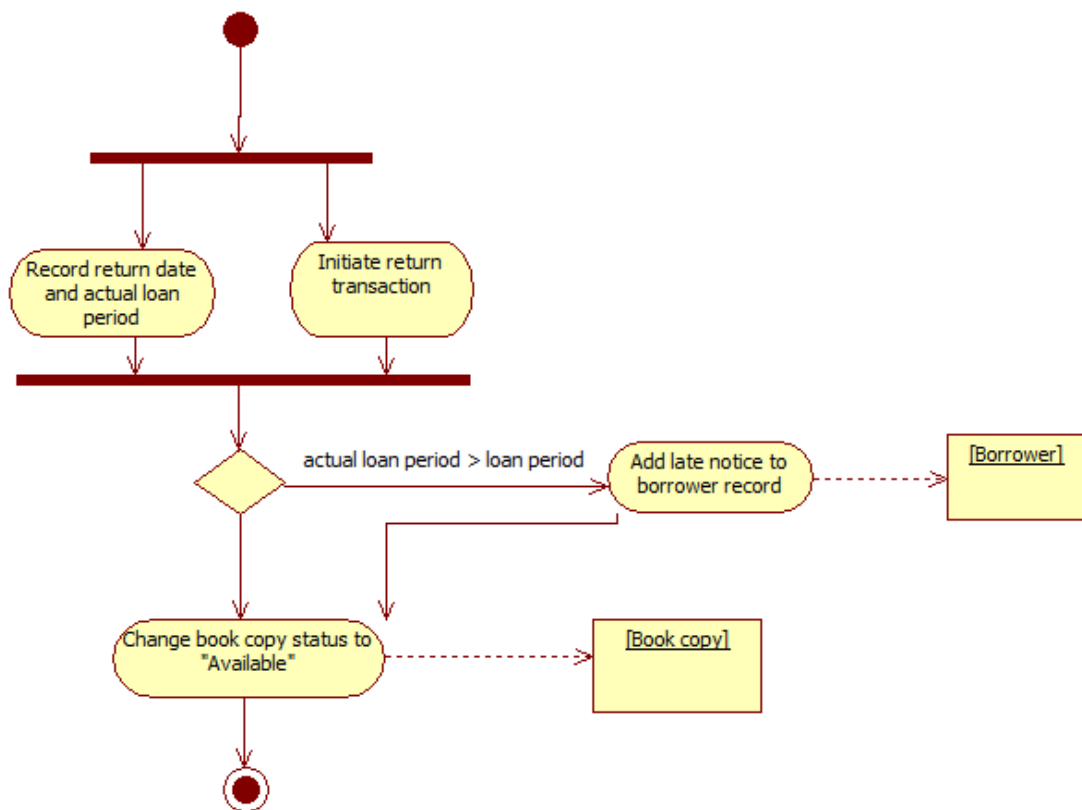 Record return date
and actual loan
period
Initiate return
transaction
actual loan period > loan period
Add late notice to
borrower record
[Borrower]
Change book copy status to
"Available"
[Book copy]